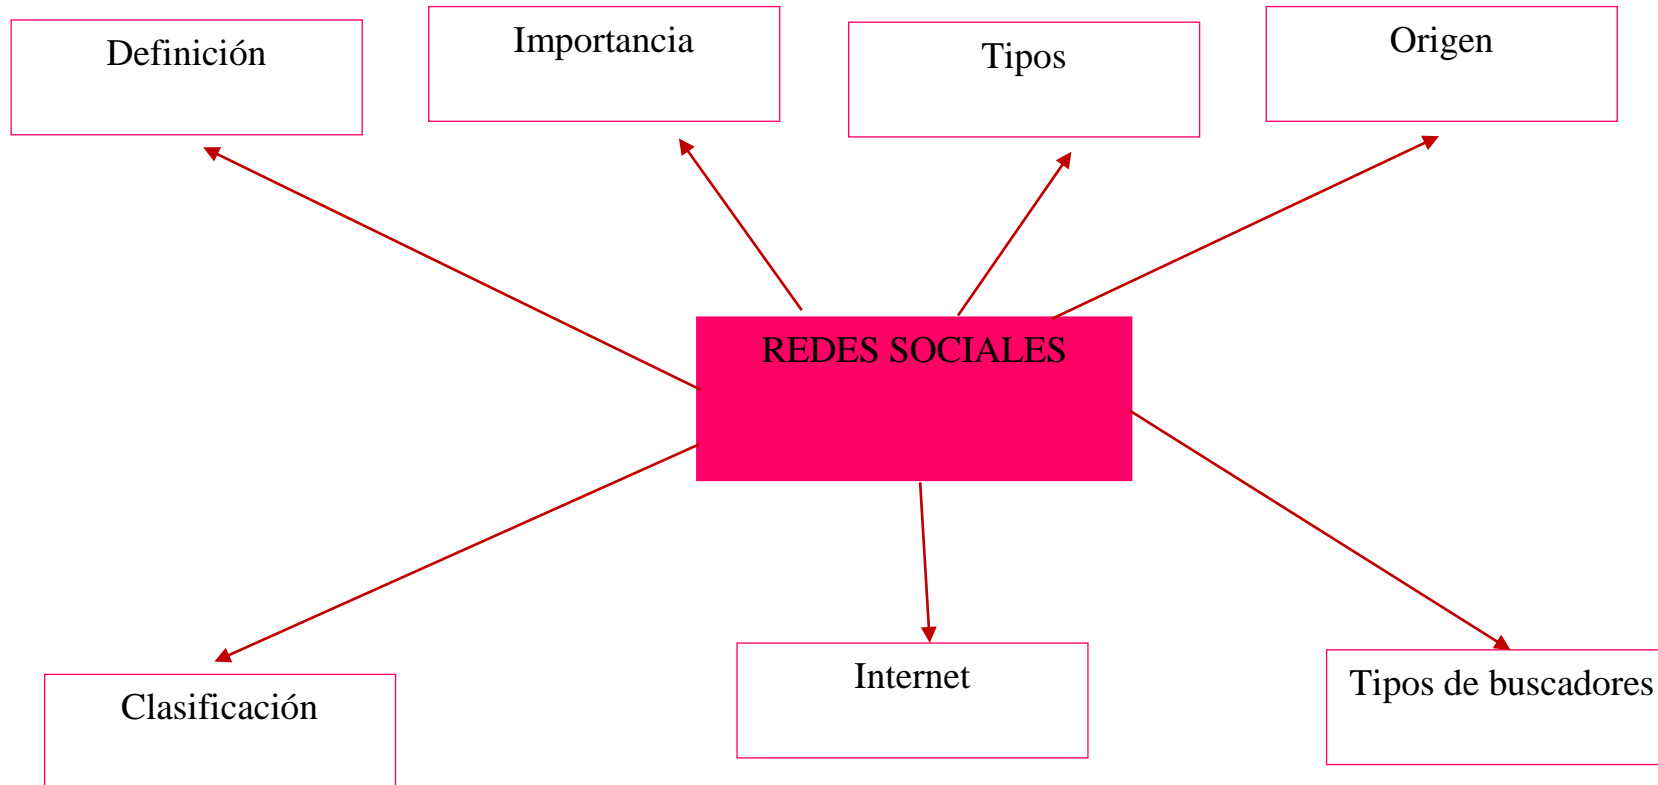 Definición
Importancia
Tipos
Origen
REDES SOCIALES
Clasificación
Internet
Tipos de buscadores